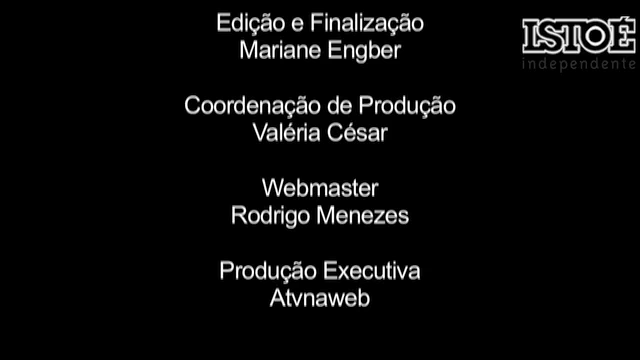 Edição e Finalização
Mariane Engber
ISTOÉ
independente
Coordenação de Produção
Valéria César
Webmaster
Rodrigo Menezes
Produção Executiva
Atvnaweb